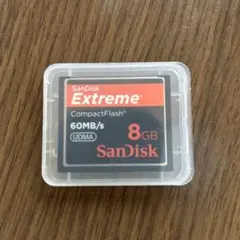 SanDisk
Extreme
CompactFlash®
60MB/s
UDMA
8GB
SanDisk